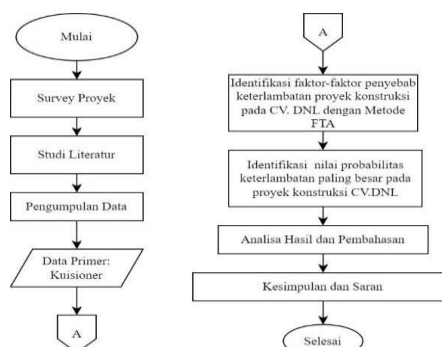 Mulai
Survey Proyek
Studi Literatur
Pengumpulan Data
Data Primer:
Kuisioner
A
A
Identifikasi faktor-faktor penyebab
keterlambatan proyek konstruksi
pada CV. DNL dengan Metode
FTA
Identifikasi nilai probabilitas
keterlambatan paling besar pada
proyek konstruksi CV.DNL
Analisa Hasil dan Pembahasan
Kesimpulan dan Saran
Selesai